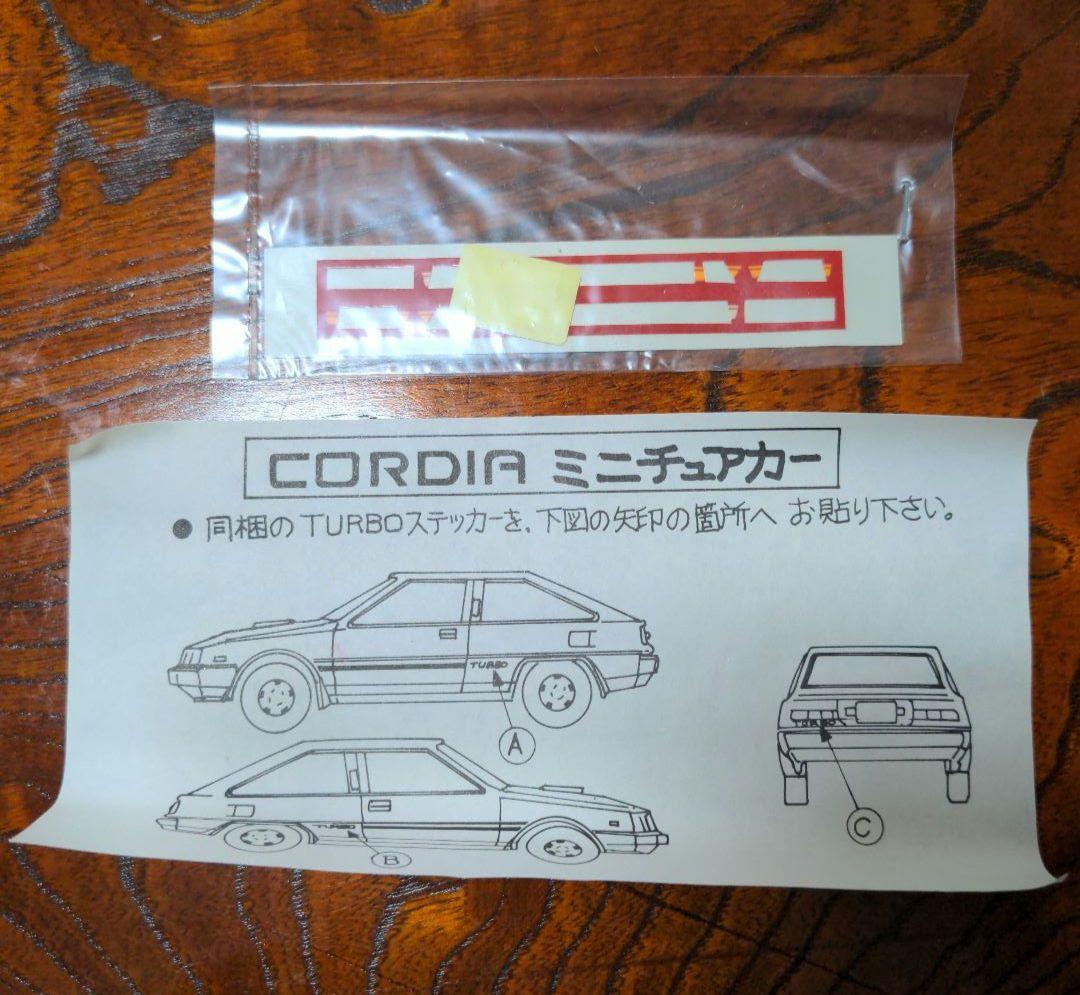 CORDIA ミニチュアカー
● 同梱のTURBOステッカーを、下図の矢印の箇所へ お貼り下さい。
TURBO
A
TURBO
C
TURBO
B